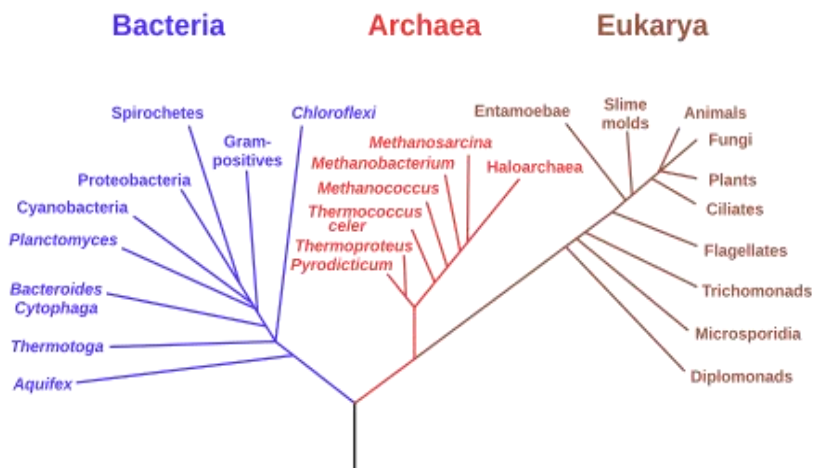 Bacteria
Archaea
Eukarya
Spirochetes
Chloroflexi
Gram-
positives
Proteobacteria
Cyanobacteria
Planctomyces
Bacteroides
Cytophaga
Thermotoga
Aquifex
Methanosarcina
Methanobacterium
Haloarchaea
Methanococcus
Thermococcus
celer
Thermoproteus
Pyrodicticum
Entamoebae
Slime
molds
Animals
Fungi
Plants
Ciliates
Flagellates
Trichomonads
Microsporidia
Diplomonads